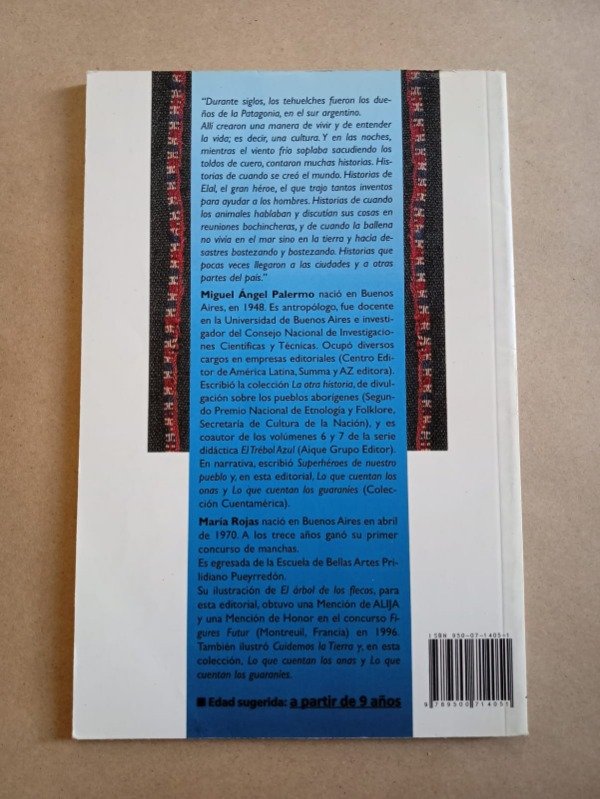 "Durante siglos, los tehuelches fueron los due-
ños de la Patagonia, en el sur argentino.
Allí crearon una manera de vivir y de entender
la vida; es decir, una cultura. Y en las noches,
mientras el viento frío soplaba sacudiendo los
toldos de cuero, contaron muchas historias. His-
torias de cuando se creó el mundo. Historias de
Elal, el gran héroe, el que trajo tantos inventos
para ayudar a los hombres. Historias de cuando
los animales hablaban y discutían sus cosas en
reuniones bochincheras, y de cuando la ballena
no vivía en el mar sino en la tierra y hacía de-
sastres bostezando y bostezando. Historias que
pocas veces llegaron a las ciudades y a otras
partes del país."
Miguel Ángel Palermo nació en Buenos
Aires, en 1948. Es antropólogo, fue docente
en la Universidad de Buenos Aires e investi-
gador del Consejo Nacional de Investigacio-
nes Científicas y Técnicas. Ocupó diversos
cargos en empresas editoriales (Centro Edi-
tor de América Latina, Summa y AZ editora).
Escribió la colección La otra historia, de divul-
gación sobre los pueblos aborígenes (Segun-
do Premio Nacional de Etnología y Folklore,
Secretaría de Cultura de la Nación), y es
coautor de los volúmenes 6 y 7 de la serie
didáctica El Trébol Azul (Aique Grupo Editor).
En narrativa, escribió Superhéroes de nuestro
pueblo y, en esta editorial, Lo que cuentan los
onas y Lo que cuentan los guaraníes (Colec-
ción Cuentamérica).
María Rojas nació en Buenos Aires en abril
de 1970. A los trece años ganó su primer
concurso de manchas.
Es egresada de la Escuela de Bellas Artes Pri-
lidiano Pueyrredón.
Su ilustración de El árbol de los flecos, para
esta editorial, obtuvo una Mención de ALIJA
y una Mención de Honor en el concurso Fi-
gures Futur (Montreuil, Francia) en 1996.
También ilustró Cuidemos la Tierra y, en esta
colección, Lo que cuentan los onas y Lo que
cuentan los guaraníes.
■ Edad sugerida: a partir de 9 años
ISBN 950-07-1405-1
9 789500 714051